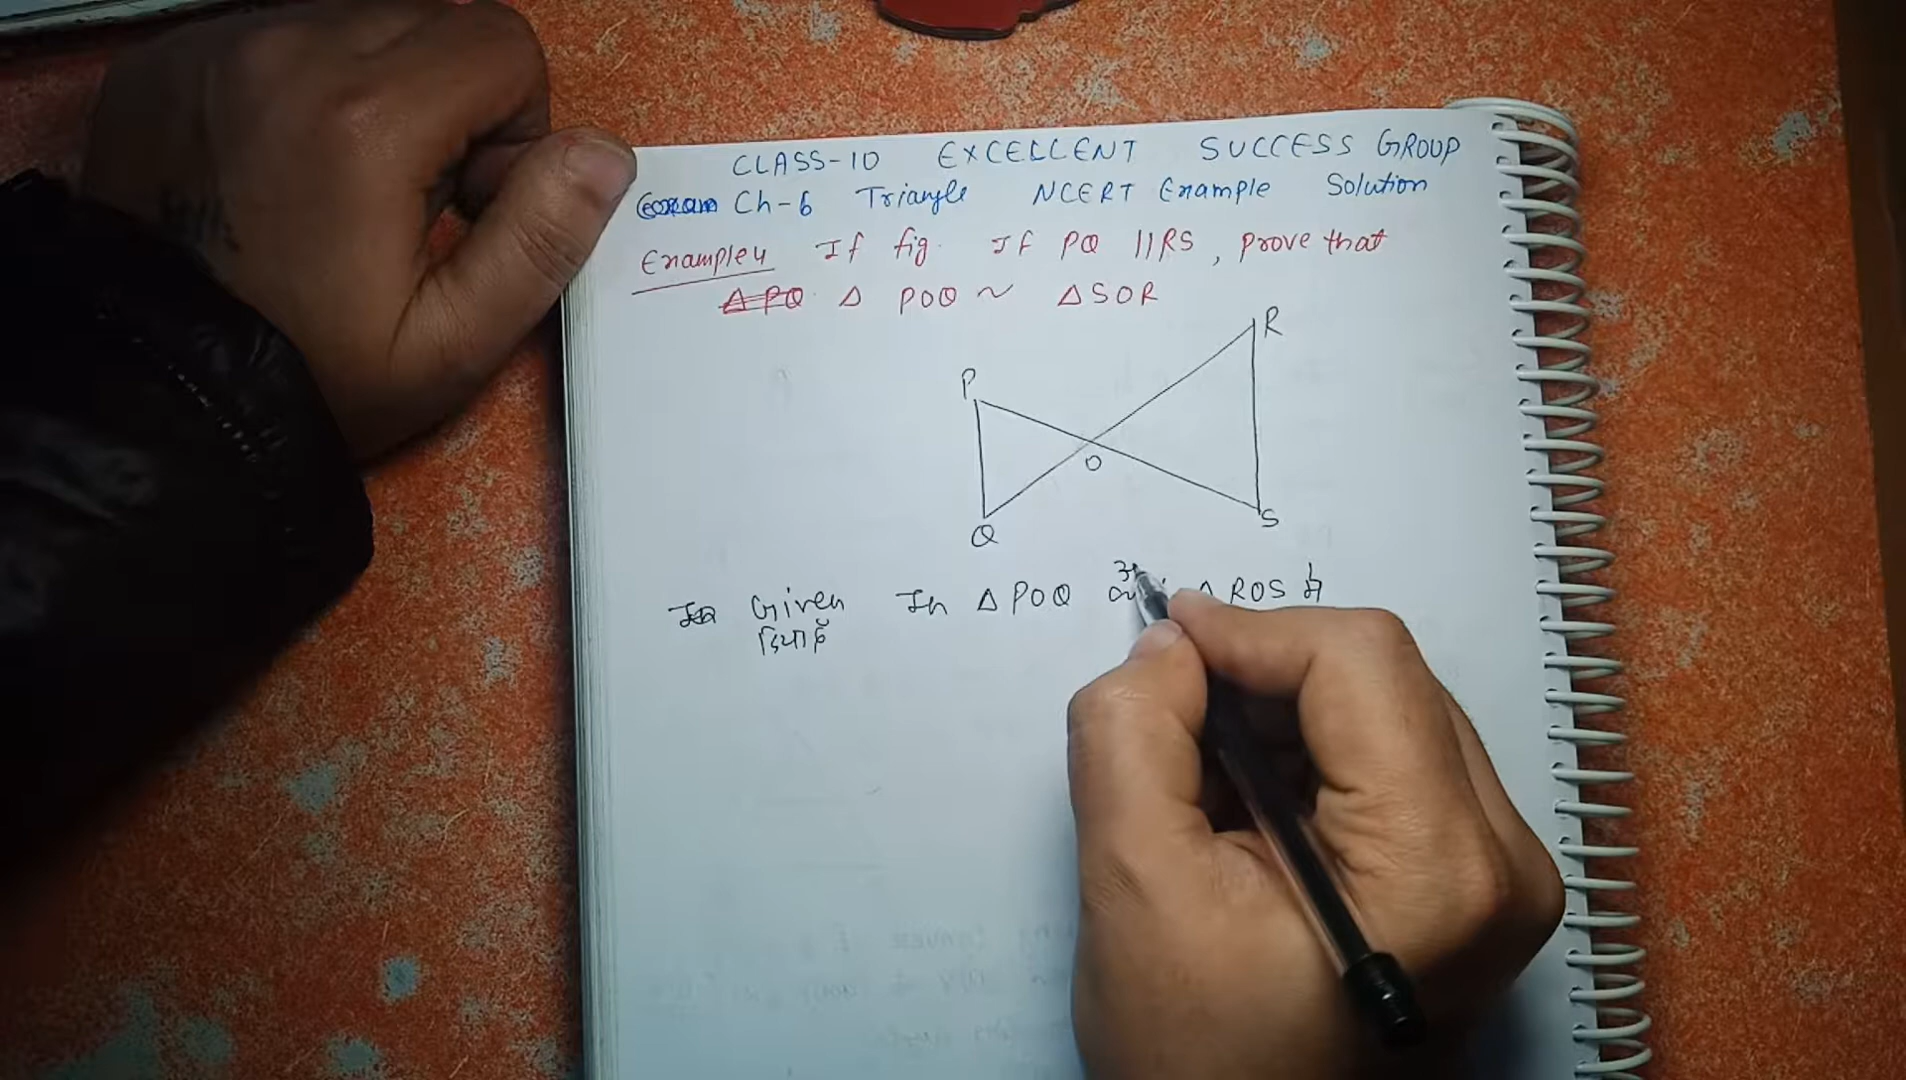 CLASS-10 EXCELLENT SUCCESS GROUP
Ch-6 Triangle NCERT Example Solution
Example 4 If fig. If PQ || RS, prove that
Δ POQ ~ Δ SOR
R
P
O
Q
S
Given In Δ POQ Δ ROS में
दिया है